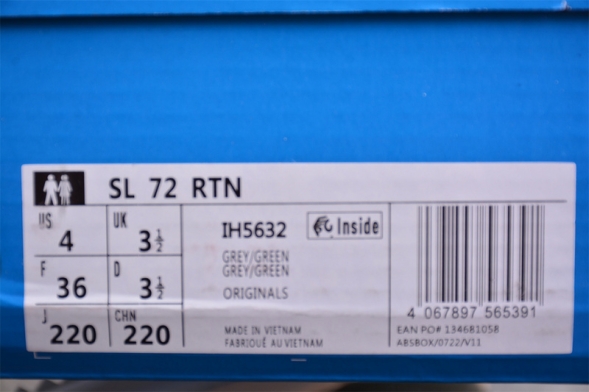 SL 72 RTN
US 4 UK 3½
F 36 D 3½
J 220 CHN 220
IH5632 Inside
GREY/GREEN
GREY/GREEN
ORIGINALS
MADE IN VIETNAM
FABRIQUÉ AU VIETNAM
4 067897 565391
EAN PO# 134681058
ABSBOX/0722/V11